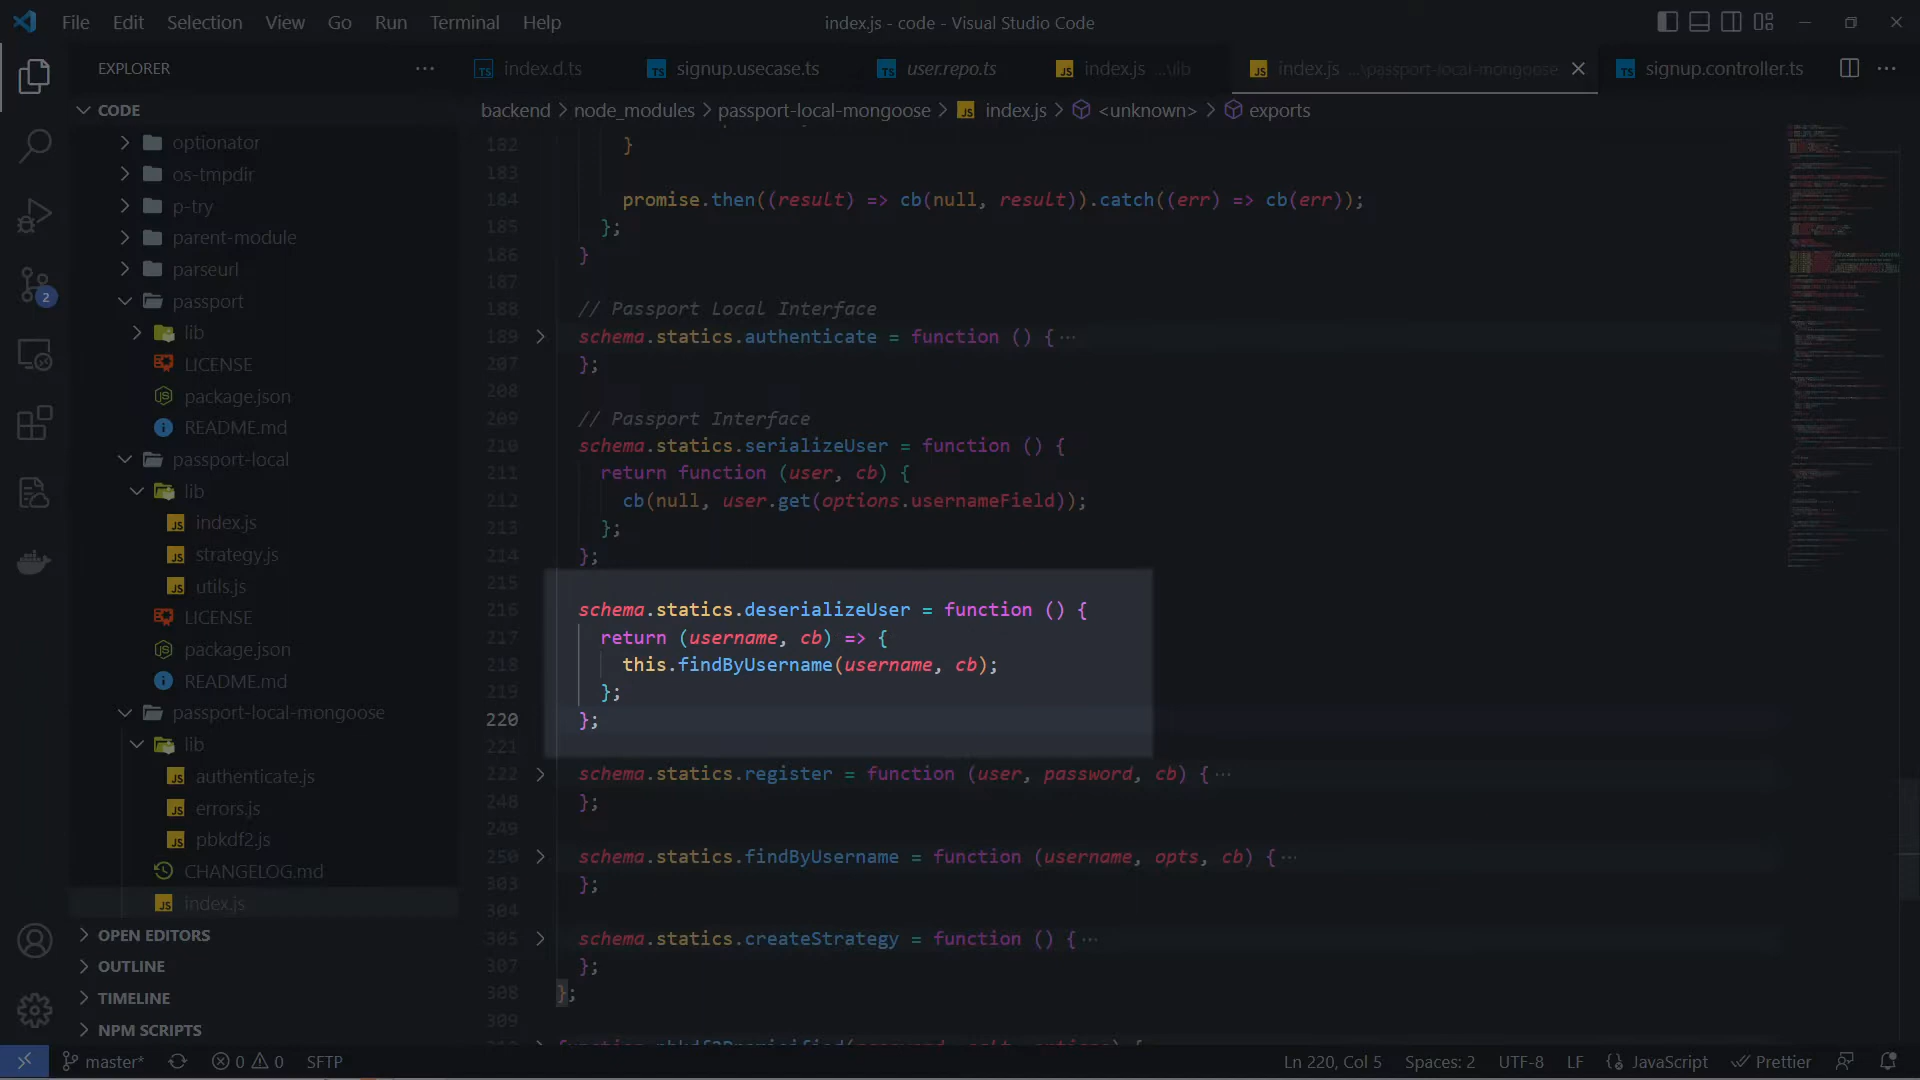 File Edit Selection View Go Run Terminal Help
index.js - code - Visual Studio Code
EXPLORER
index.d.ts
signup.usecase.ts
user.repo.ts
index.js ...\lib
index.js ...\passport-local-mongoose
signup.controller.ts
CODE
backend > node_modules > passport-local-mongoose > index.js > <unknown> > exports
optionator
os-tmpdir
p-try
parent-module
parseurl
passport
lib
LICENSE
package.json
README.md
passport-local
lib
index.js
strategy.js
utils.js
LICENSE
package.json
README.md
passport-local-mongoose
lib
authenticate.js
errors.js
pbkdf2.js
CHANGELOG.md
index.js
OPEN EDITORS
OUTLINE
TIMELINE
NPM SCRIPTS
2
182 }
183
184 promise.then((result) => cb(null, result)).catch((err) => cb(err));
185 };
186 }
187
188 // Passport Local Interface
189 schema.statics.authenticate = function () {···
207 };
208
209 // Passport Interface
210 schema.statics.serializeUser = function () {
211 return function (user, cb) {
212 cb(null, user.get(options.usernameField));
213 };
214 };
215
216 schema.statics.deserializeUser = function () {
217 return (username, cb) => {
218 this.findByUsername(username, cb);
219 };
220 };
221
222 schema.statics.register = function (user, password, cb) {···
248 };
249
250 schema.statics.findByUsername = function (username, opts, cb) {···
303 };
304
305 schema.statics.createStrategy = function () {···
307 };
308 };
309
master* 0 0 SFTP
Ln 220, Col 5 Spaces: 2 UTF-8 LF {} JavaScript Prettier